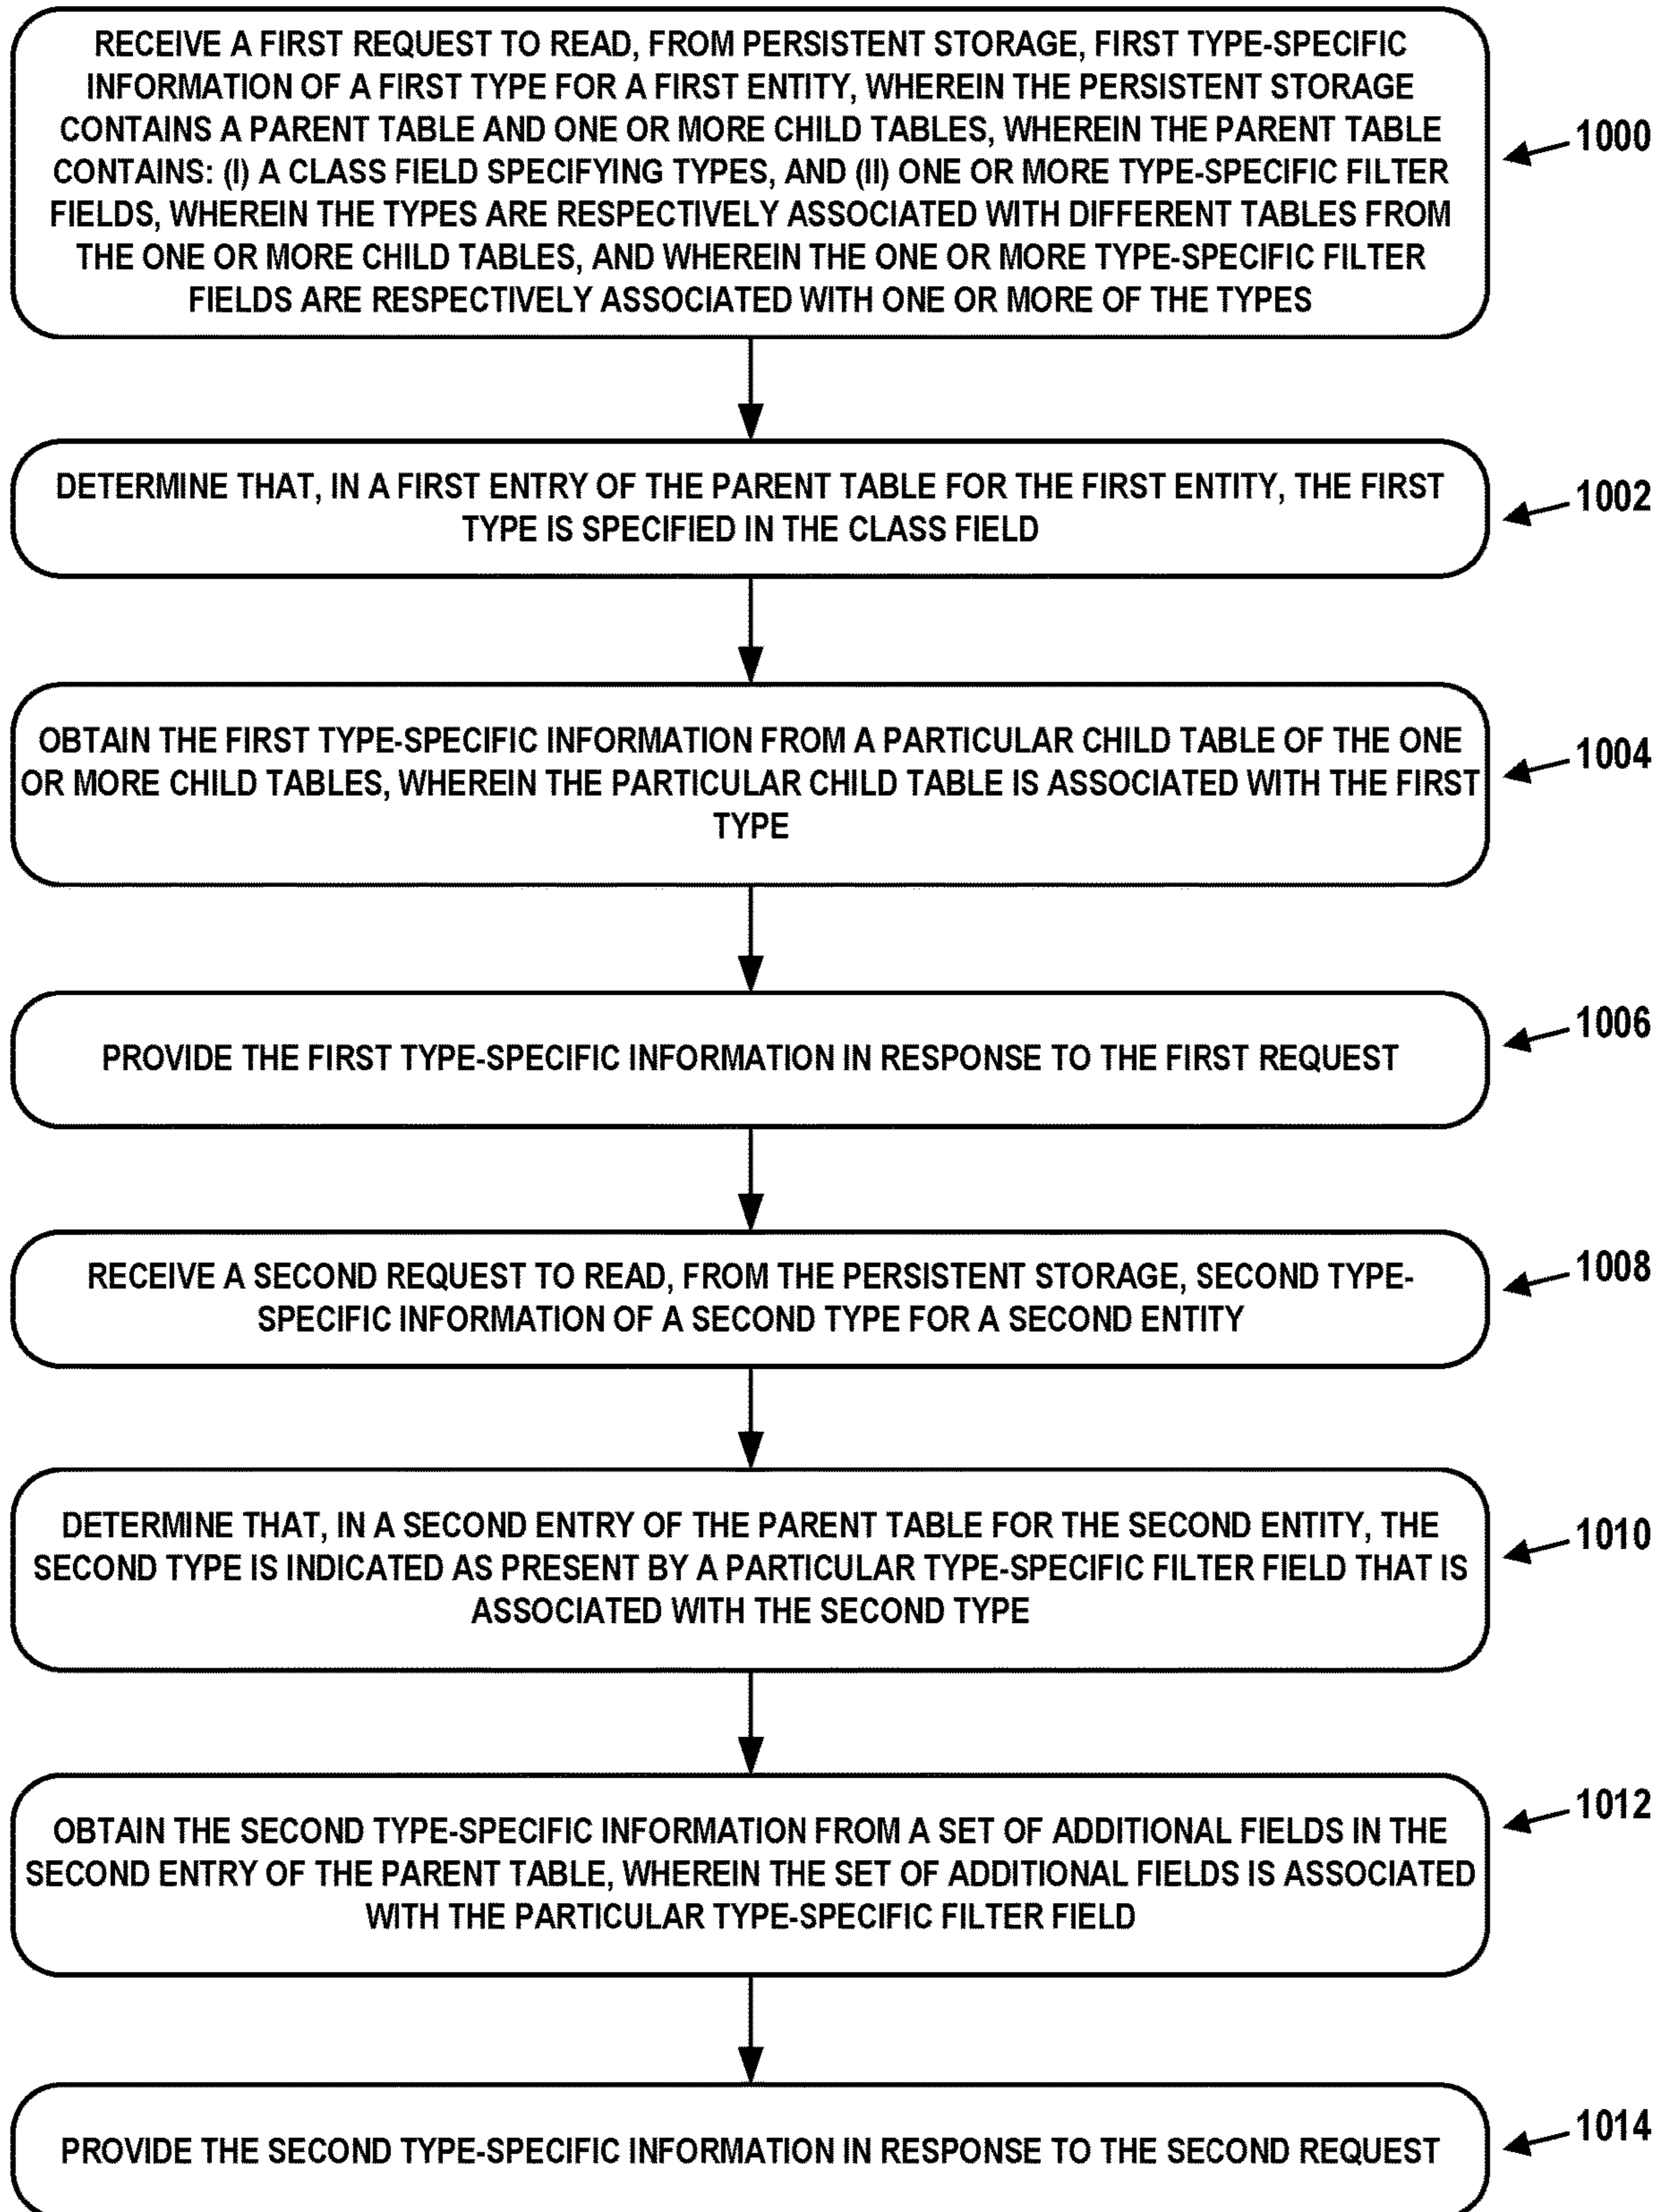 RECEIVE A FIRST REQUEST TO READ, FROM PERSISTENT STORAGE, FIRST TYPE-SPECIFIC
INFORMATION OF A FIRST TYPE FOR A FIRST ENTITY, WHEREIN THE PERSISTENT STORAGE
CONTAINS A PARENT TABLE AND ONE OR MORE CHILD TABLES, WHEREIN THE PARENT TABLE
CONTAINS: (I) A CLASS FIELD SPECIFYING TYPES, AND (II) ONE OR MORE TYPE-SPECIFIC FILTER
FIELDS, WHEREIN THE TYPES ARE RESPECTIVELY ASSOCIATED WITH DIFFERENT TABLES FROM
THE ONE OR MORE CHILD TABLES, AND WHEREIN THE ONE OR MORE TYPE-SPECIFIC FILTER
FIELDS ARE RESPECTIVELY ASSOCIATED WITH ONE OR MORE OF THE TYPES
1000
DETERMINE THAT, IN A FIRST ENTRY OF THE PARENT TABLE FOR THE FIRST ENTITY, THE FIRST
TYPE IS SPECIFIED IN THE CLASS FIELD
1002
OBTAIN THE FIRST TYPE-SPECIFIC INFORMATION FROM A PARTICULAR CHILD TABLE OF THE ONE
OR MORE CHILD TABLES, WHEREIN THE PARTICULAR CHILD TABLE IS ASSOCIATED WITH THE FIRST
TYPE
1004
PROVIDE THE FIRST TYPE-SPECIFIC INFORMATION IN RESPONSE TO THE FIRST REQUEST
1006
RECEIVE A SECOND REQUEST TO READ, FROM THE PERSISTENT STORAGE, SECOND TYPE-
SPECIFIC INFORMATION OF A SECOND TYPE FOR A SECOND ENTITY
1008
DETERMINE THAT, IN A SECOND ENTRY OF THE PARENT TABLE FOR THE SECOND ENTITY, THE
SECOND TYPE IS INDICATED AS PRESENT BY A PARTICULAR TYPE-SPECIFIC FILTER FIELD THAT IS
ASSOCIATED WITH THE SECOND TYPE
1010
OBTAIN THE SECOND TYPE-SPECIFIC INFORMATION FROM A SET OF ADDITIONAL FIELDS IN THE
SECOND ENTRY OF THE PARENT TABLE, WHEREIN THE SET OF ADDITIONAL FIELDS IS ASSOCIATED
WITH THE PARTICULAR TYPE-SPECIFIC FILTER FIELD
1012
PROVIDE THE SECOND TYPE-SPECIFIC INFORMATION IN RESPONSE TO THE SECOND REQUEST
1014